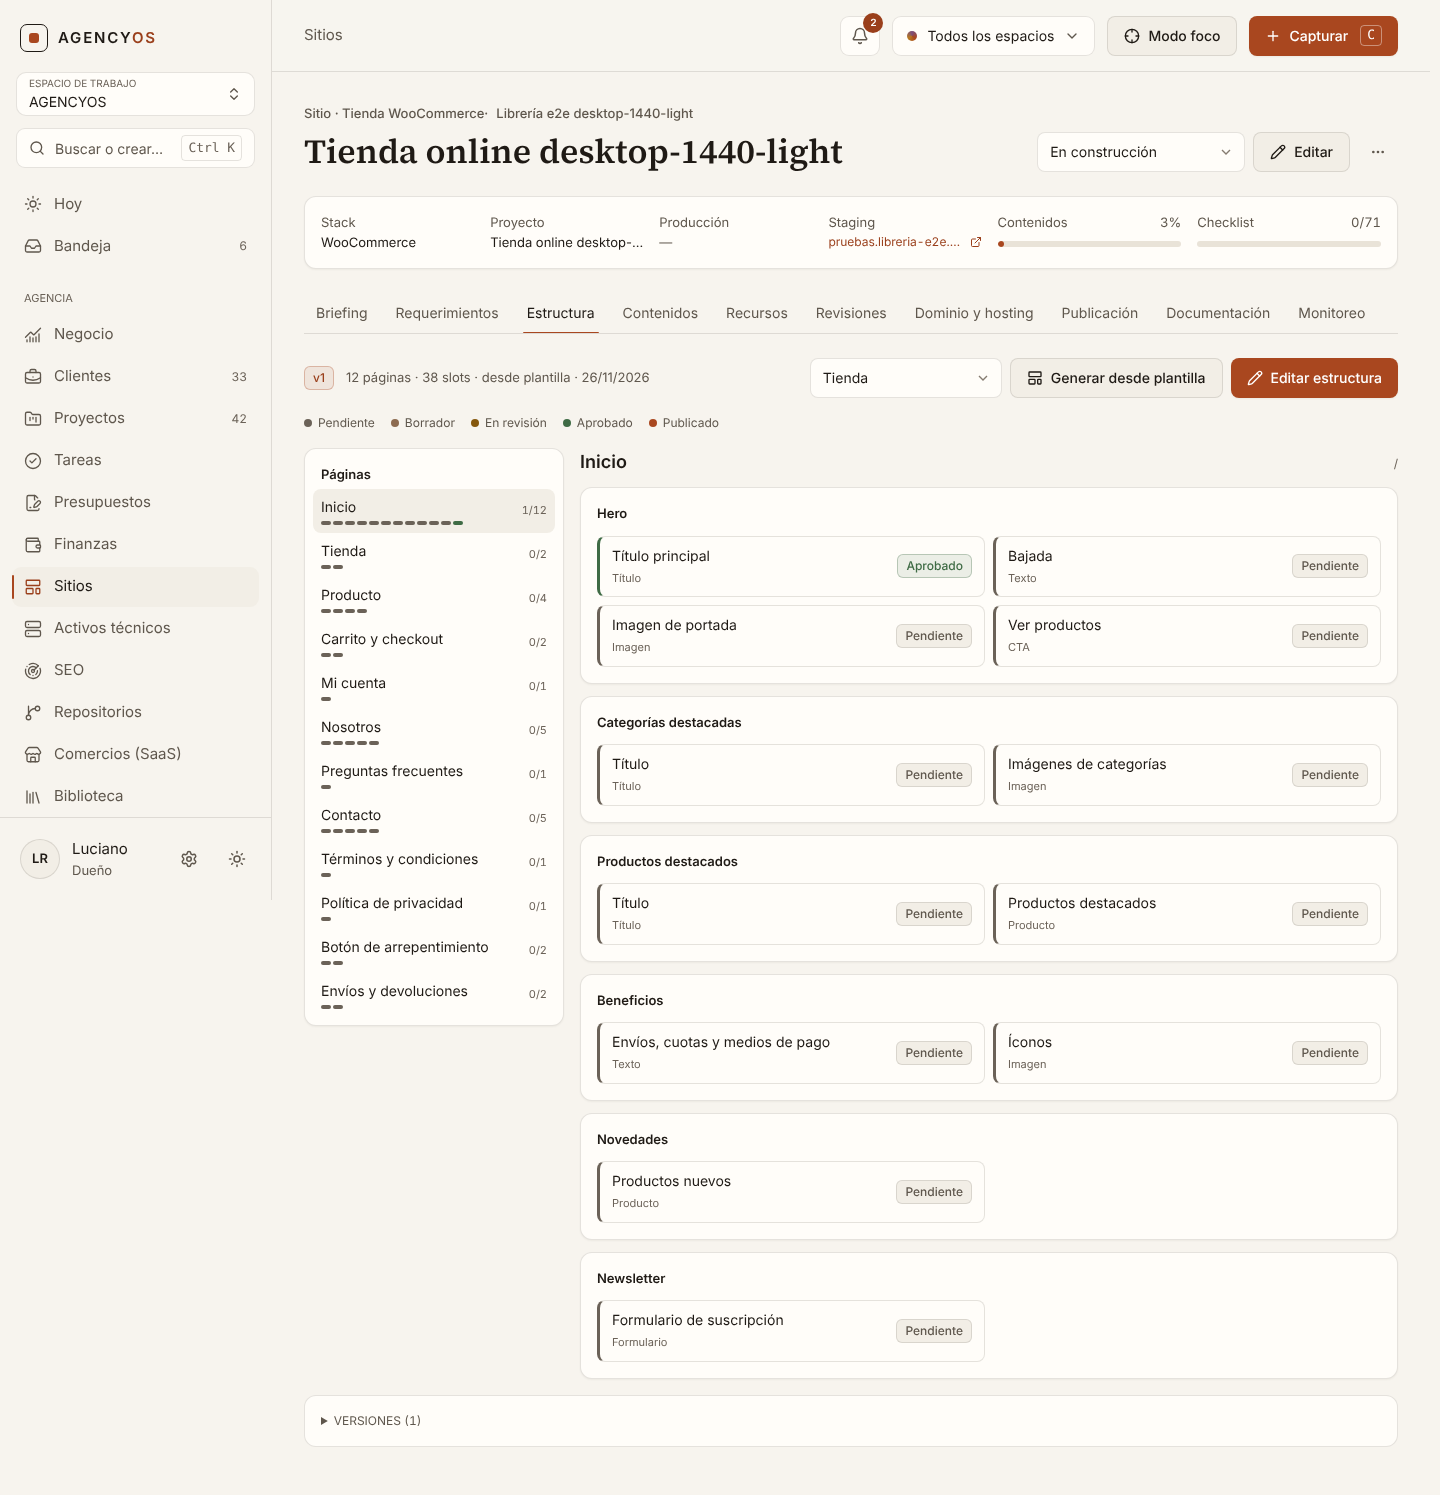 AGENCYOS
ESPACIO DE TRABAJO
AGENCYOS
Buscar o crear... Ctrl K
Hoy
Bandeja 6
AGENCIA
Negocio
Clientes 33
Proyectos 42
Tareas
Presupuestos
Finanzas
Sitios
Activos técnicos
SEO
Repositorios
Comercios (SaaS)
Biblioteca
LR
Luciano
Dueño
Sitios
2
Todos los espacios
Modo foco
Capturar C
Sitio · Tienda WooCommerce· Librería e2e desktop-1440-light
Tienda online desktop-1440-light
En construcción
Editar
Stack
WooCommerce
Proyecto
Tienda online desktop-...
Producción
—
Staging
pruebas.libreria-e2e....
Contenidos 3%
Checklist 0/71
Briefing
Requerimientos
Estructura
Contenidos
Recursos
Revisiones
Dominio y hosting
Publicación
Documentación
Monitoreo
v1 12 páginas · 38 slots · desde plantilla · 26/11/2026
Tienda
Generar desde plantilla
Editar estructura
Pendiente
Borrador
En revisión
Aprobado
Publicado
Páginas
Inicio 1/12
Tienda 0/2
Producto 0/4
Carrito y checkout 0/2
Mi cuenta 0/1
Nosotros 0/5
Preguntas frecuentes 0/1
Contacto 0/5
Términos y condiciones 0/1
Política de privacidad 0/1
Botón de arrepentimiento 0/2
Envíos y devoluciones 0/2
Inicio /
Hero
Título principal
Título
Aprobado
Bajada
Texto
Pendiente
Imagen de portada
Imagen
Pendiente
Ver productos
CTA
Pendiente
Categorías destacadas
Título
Título
Pendiente
Imágenes de categorías
Imagen
Pendiente
Productos destacados
Título
Título
Pendiente
Productos destacados
Producto
Pendiente
Beneficios
Envíos, cuotas y medios de pago
Texto
Pendiente
Íconos
Imagen
Pendiente
Novedades
Productos nuevos
Producto
Pendiente
Newsletter
Formulario de suscripción
Formulario
Pendiente
VERSIONES (1)